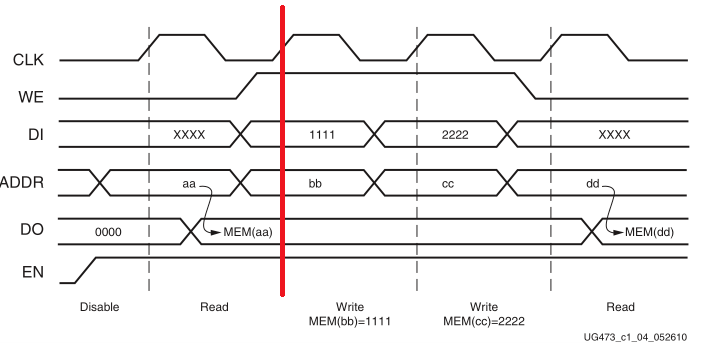 CLK
WE
DI XXXX 1111 2222 XXXX
ADDR aa bb cc dd
DO 0000 MEM(aa) MEM(dd)
EN
Disable Read Write Write Read
MEM(bb)=1111 MEM(cc)=2222
UG473_c1_04_052610